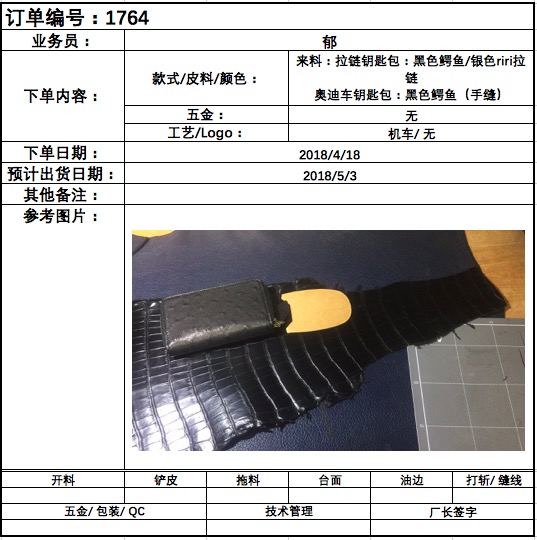 订单编号：1764
业务员： 郁
下单内容： 款式/皮料/颜色： 来料：拉链钥匙包：黑色鳄鱼/银色riri拉
链
奥迪车钥匙包：黑色鳄鱼（手缝）
五金： 无
工艺/Logo： 机车/ 无
下单日期： 2018/4/18
预计出货日期： 2018/5/3
其他备注：
参考图片：
开料 铲皮 拖料 台面 油边 打斩/ 缝线
五金/ 包装/ QC 技术管理 厂长签字